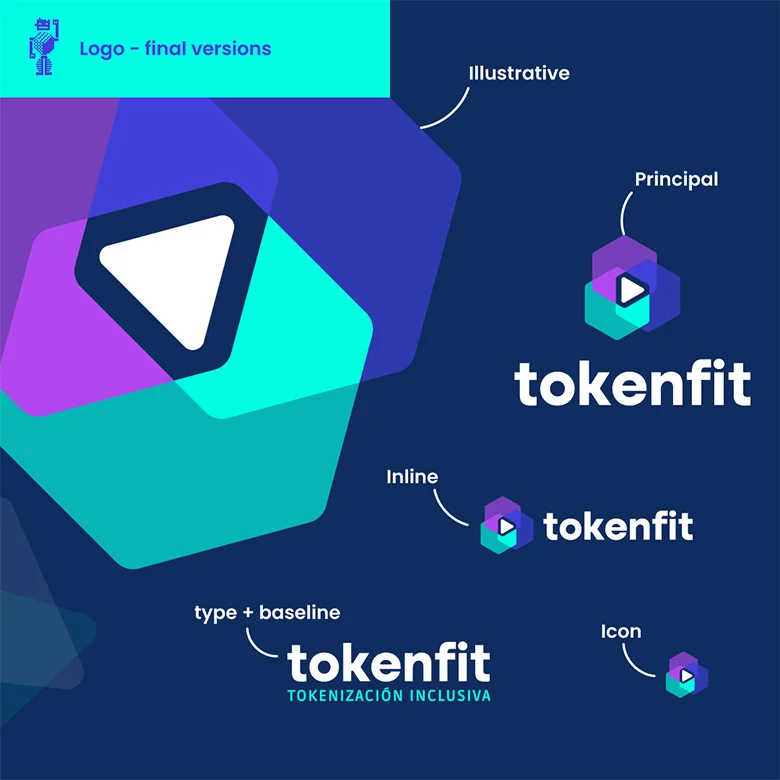 Logo - final versions
Illustrative
Principal
tokenfit
Inline
tokenfit
type + baseline
tokenfit
TOKENIZACIÓN INCLUSIVA
Icon